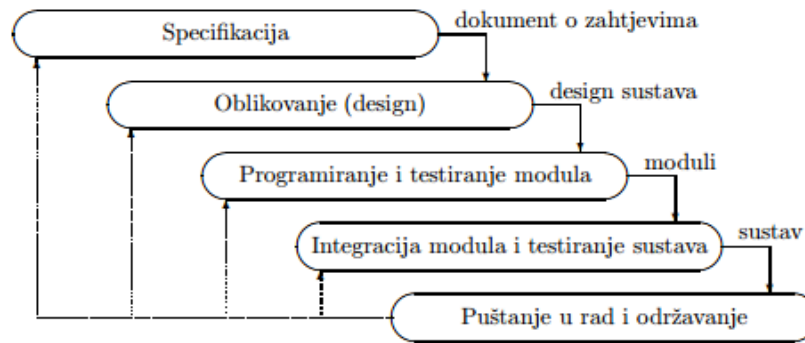 Specifikacija
dokument o zahtjevima
Oblikovanje (design)
design sustava
Programiranje i testiranje modula
moduli
Integracija modula i testiranje sustava
sustav
Puštanje u rad i održavanje